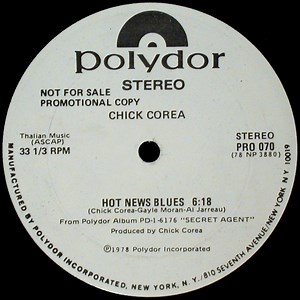 polydor
STEREO
NOT FOR SALE
PROMOTIONAL COPY
CHICK COREA
Thalian Music
(ASCAP)
33 1/3 RPM
STEREO
PRO 070
(78 NP 3880)
HOT NEWS BLUES 6:18
(Chick Corea-Gayle Moran-Al Jarreau)
From Polydor Album PD-1-6176 "SECRET AGENT"
Produced by Chick Corea
℗1978 Polydor Incorporated
MANUFACTURED BY POLYDOR INCORPORATED, NEW YORK, N.Y./810 SEVENTH AVENUE/NEW YORK, NY 10019